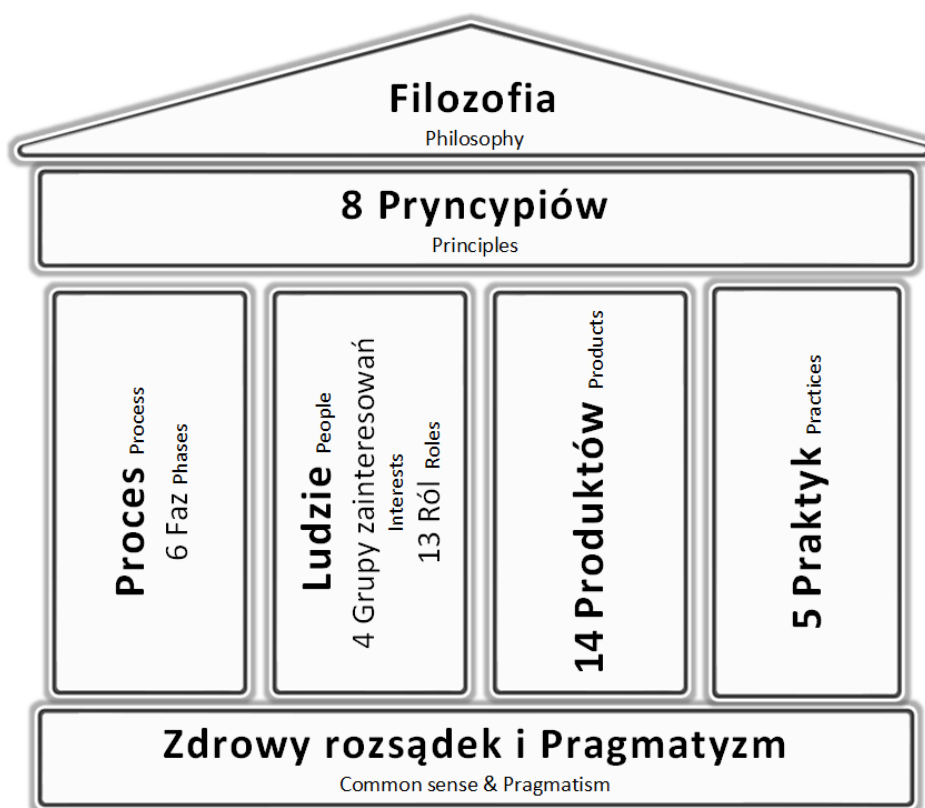 Filozofia
Philosophy
8 Pryncypiów
Principles
Proces Process
6 Faz Phases
Ludzie People
4 Grupy zainteresowań
Interests
13 Ról Roles
14 Produktów Products
5 Praktyk Practices
Zdrowy rozsądek i Pragmatyzm
Common sense & Pragmatism